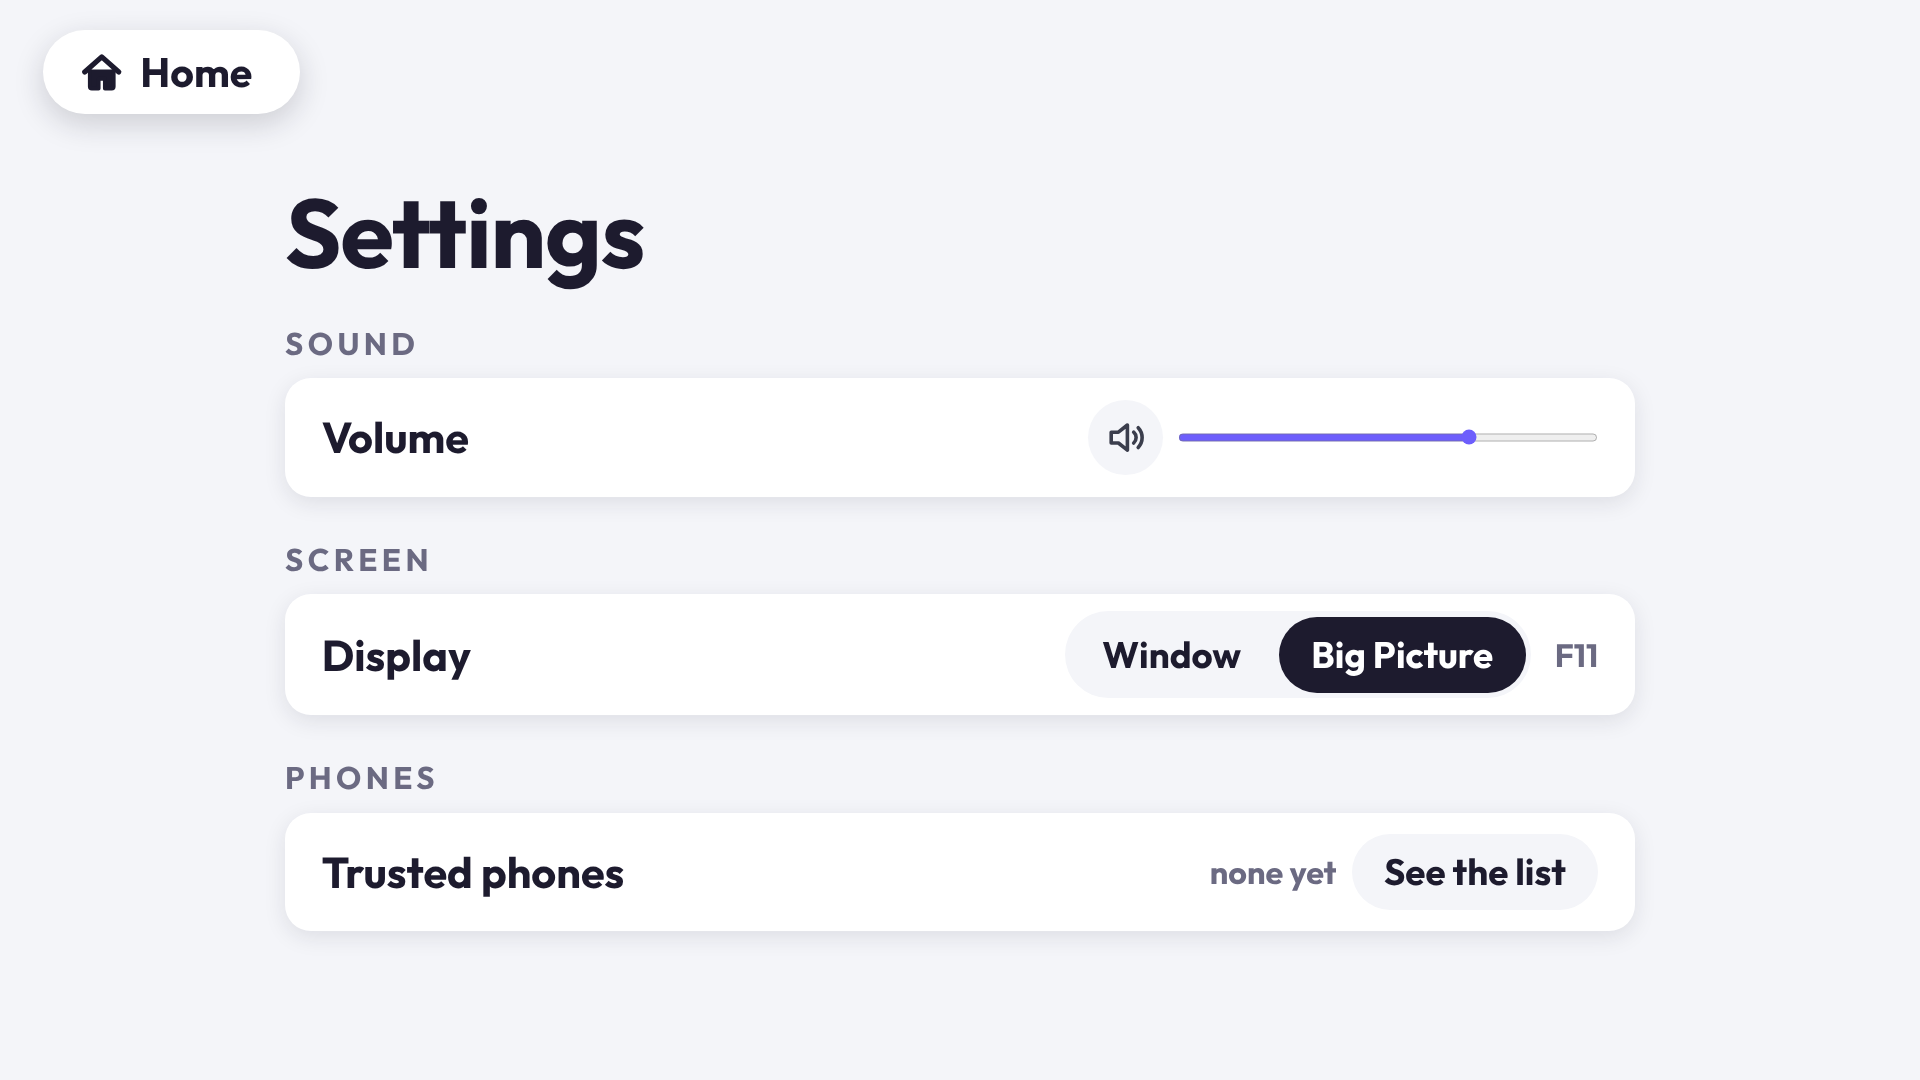 Home
Settings
SOUND
Volume
SCREEN
Display
Window
Big Picture
F11
PHONES
Trusted phones
none yet
See the list